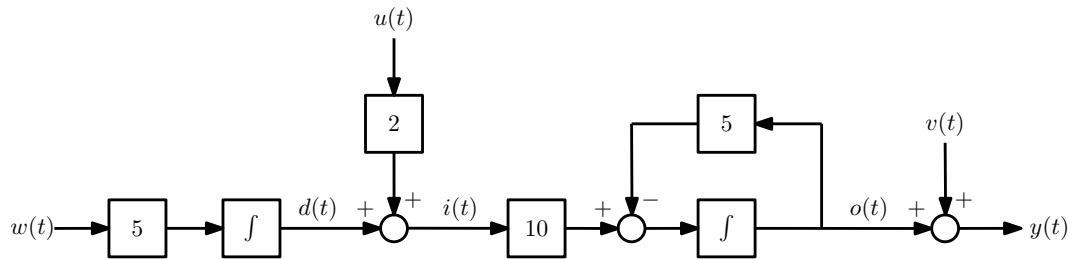 u(t)
2
5
v(t)
+
+
−
w(t) 5 ∫ d(t) + i(t) 10 + ∫ o(t) + y(t)